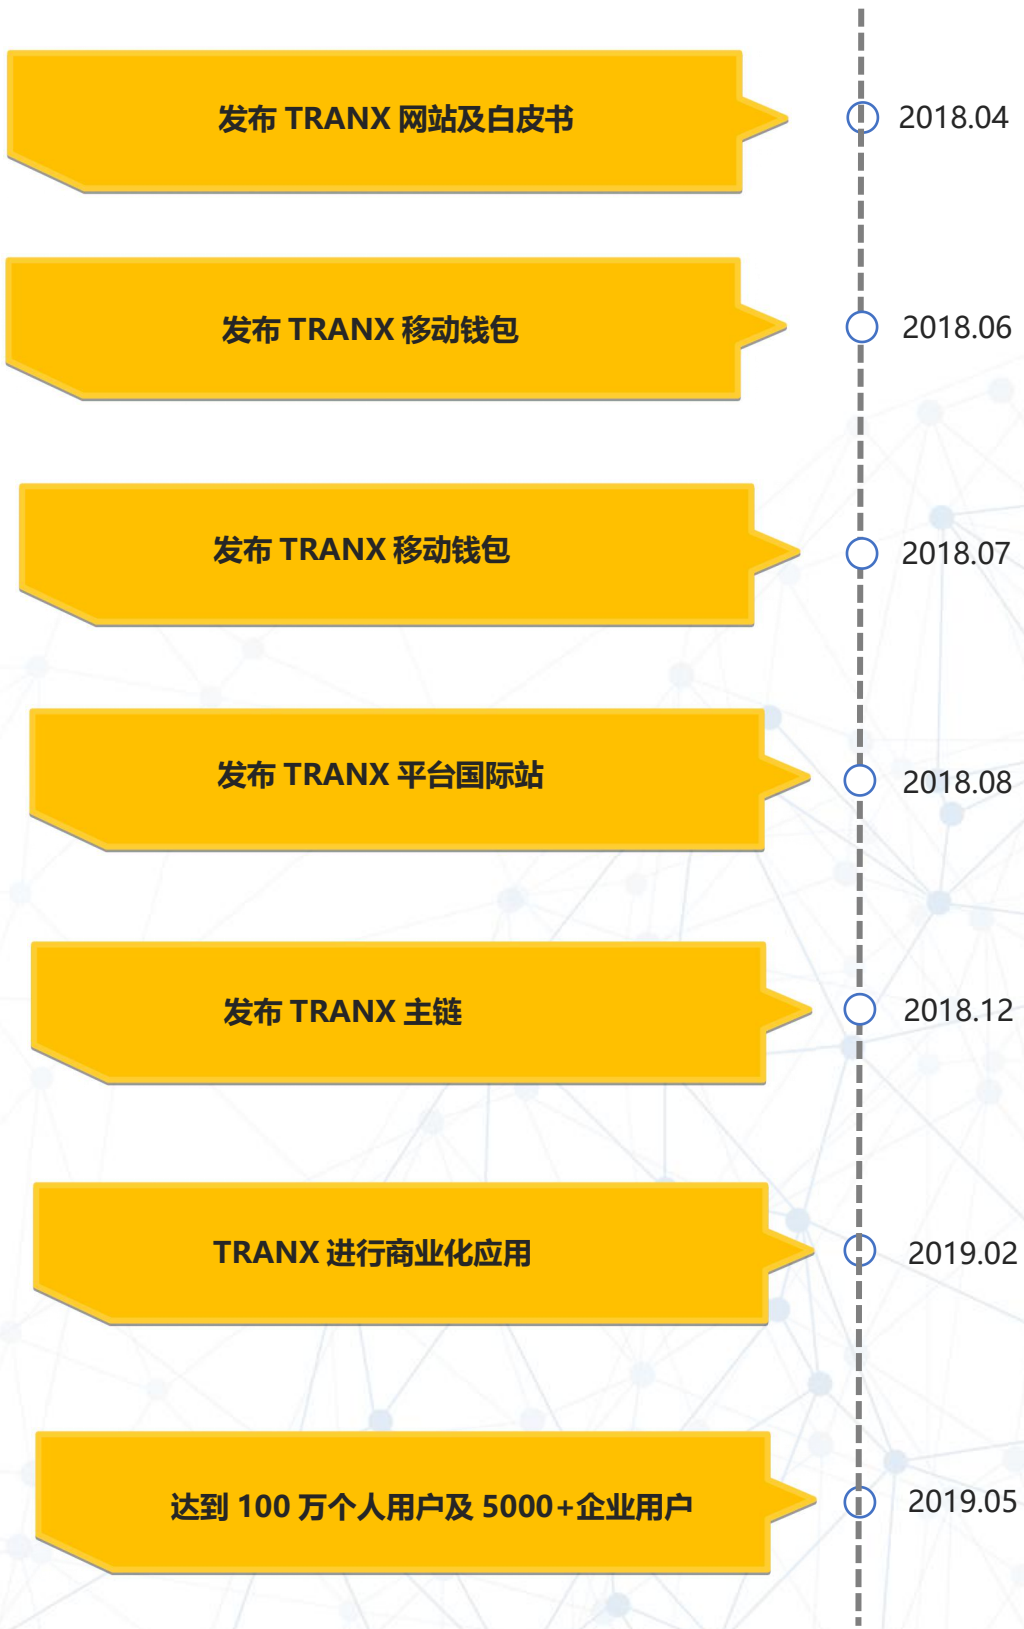 发布 TRANX 网站及白皮书
2018.04
发布 TRANX 移动钱包
2018.06
发布 TRANX 移动钱包
2018.07
发布 TRANX 平台国际站
2018.08
发布 TRANX 主链
2018.12
TRANX 进行商业化应用
2019.02
达到 100 万个人用户及 5000+企业用户
2019.05